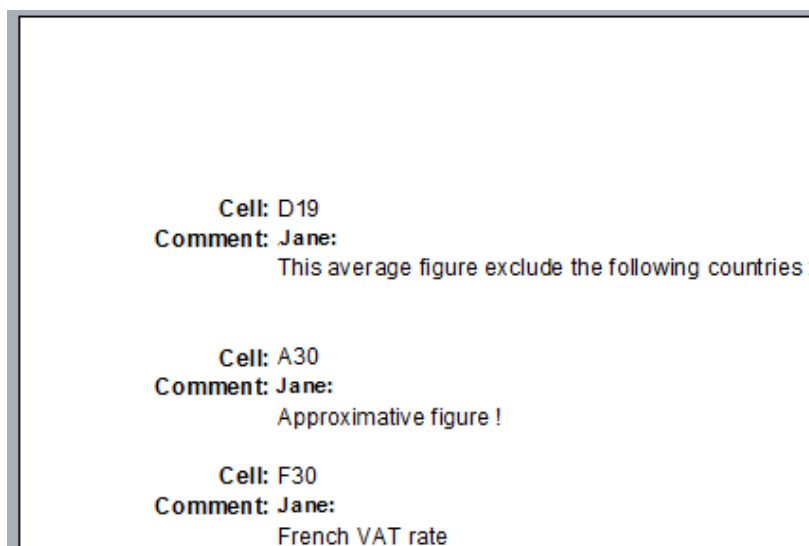 Cell: D19
Comment: Jane:
This average figure exclude the following countries :
Cell: A30
Comment: Jane:
Approximative figure !
Cell: F30
Comment: Jane:
French VAT rate